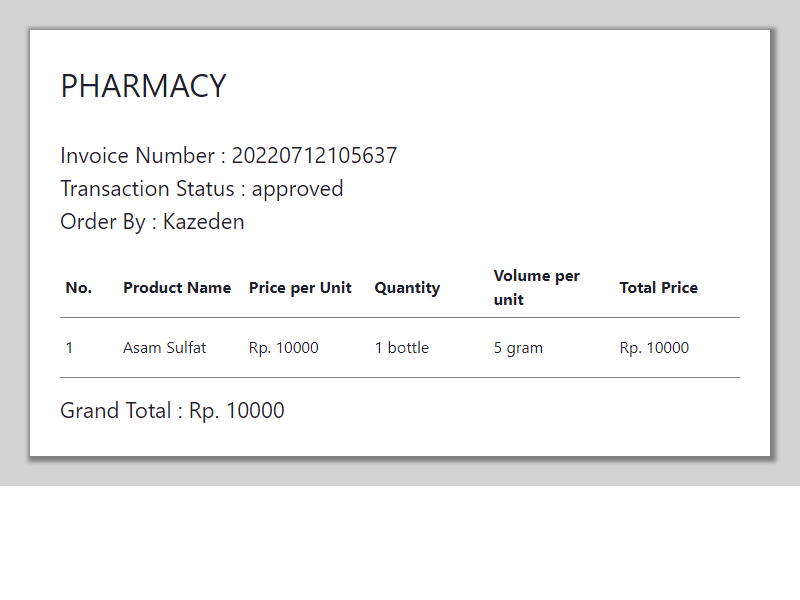 PHARMACY
Invoice Number : 20220712105637
Transaction Status : approved
Order By : Kazeden
No. Product Name Price per Unit Quantity Volume per unit Total Price
1 Asam Sulfat Rp. 10000 1 bottle 5 gram Rp. 10000
Grand Total : Rp. 10000